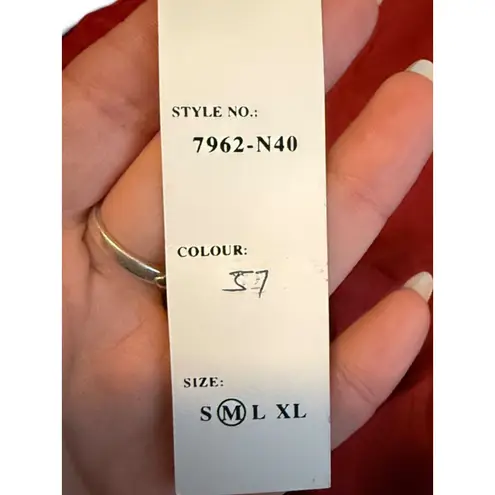 STYLE NO.:
7962-N40
COLOUR:
57
SIZE:
S M L XL